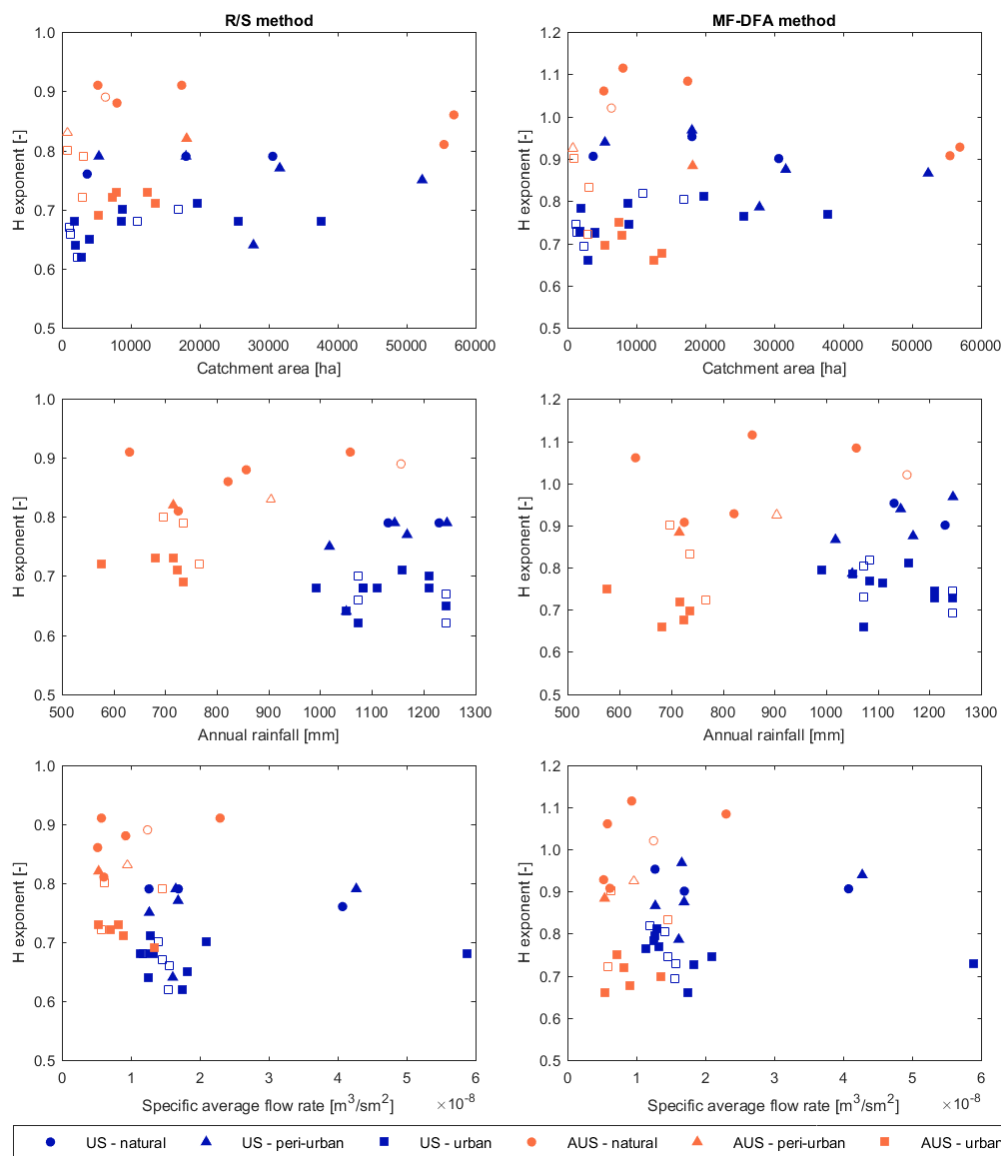 R/S method
MF-DFA method
H exponent [-]
1.0
0.9
0.8
0.7
0.6
0.5
0 10000 20000 30000 40000 50000 60000
Catchment area [ha]
H exponent [-]
1.2
1.1
1.0
0.9
0.8
0.7
0.6
0.5
0 10000 20000 30000 40000 50000 60000
Catchment area [ha]
H exponent [-]
1.0
0.9
0.8
0.7
0.6
0.5
500 600 700 800 900 1000 1100 1200 1300
Annual rainfall [mm]
H exponent [-]
1.2
1.1
1.0
0.9
0.8
0.7
0.6
0.5
500 600 700 800 900 1000 1100 1200 1300
Annual rainfall [mm]
H exponent [-]
1.0
0.9
0.8
0.7
0.6
0.5
0 1 2 3 4 5 6
Specific average flow rate [m³/sm²] ×10⁻⁸
H exponent [-]
1.2
1.1
1.0
0.9
0.8
0.7
0.6
0.5
0 1 2 3 4 5 6
Specific average flow rate [m³/sm²] ×10⁻⁸
US - natural US - peri-urban US - urban AUS - natural AUS - peri-urban AUS - urban